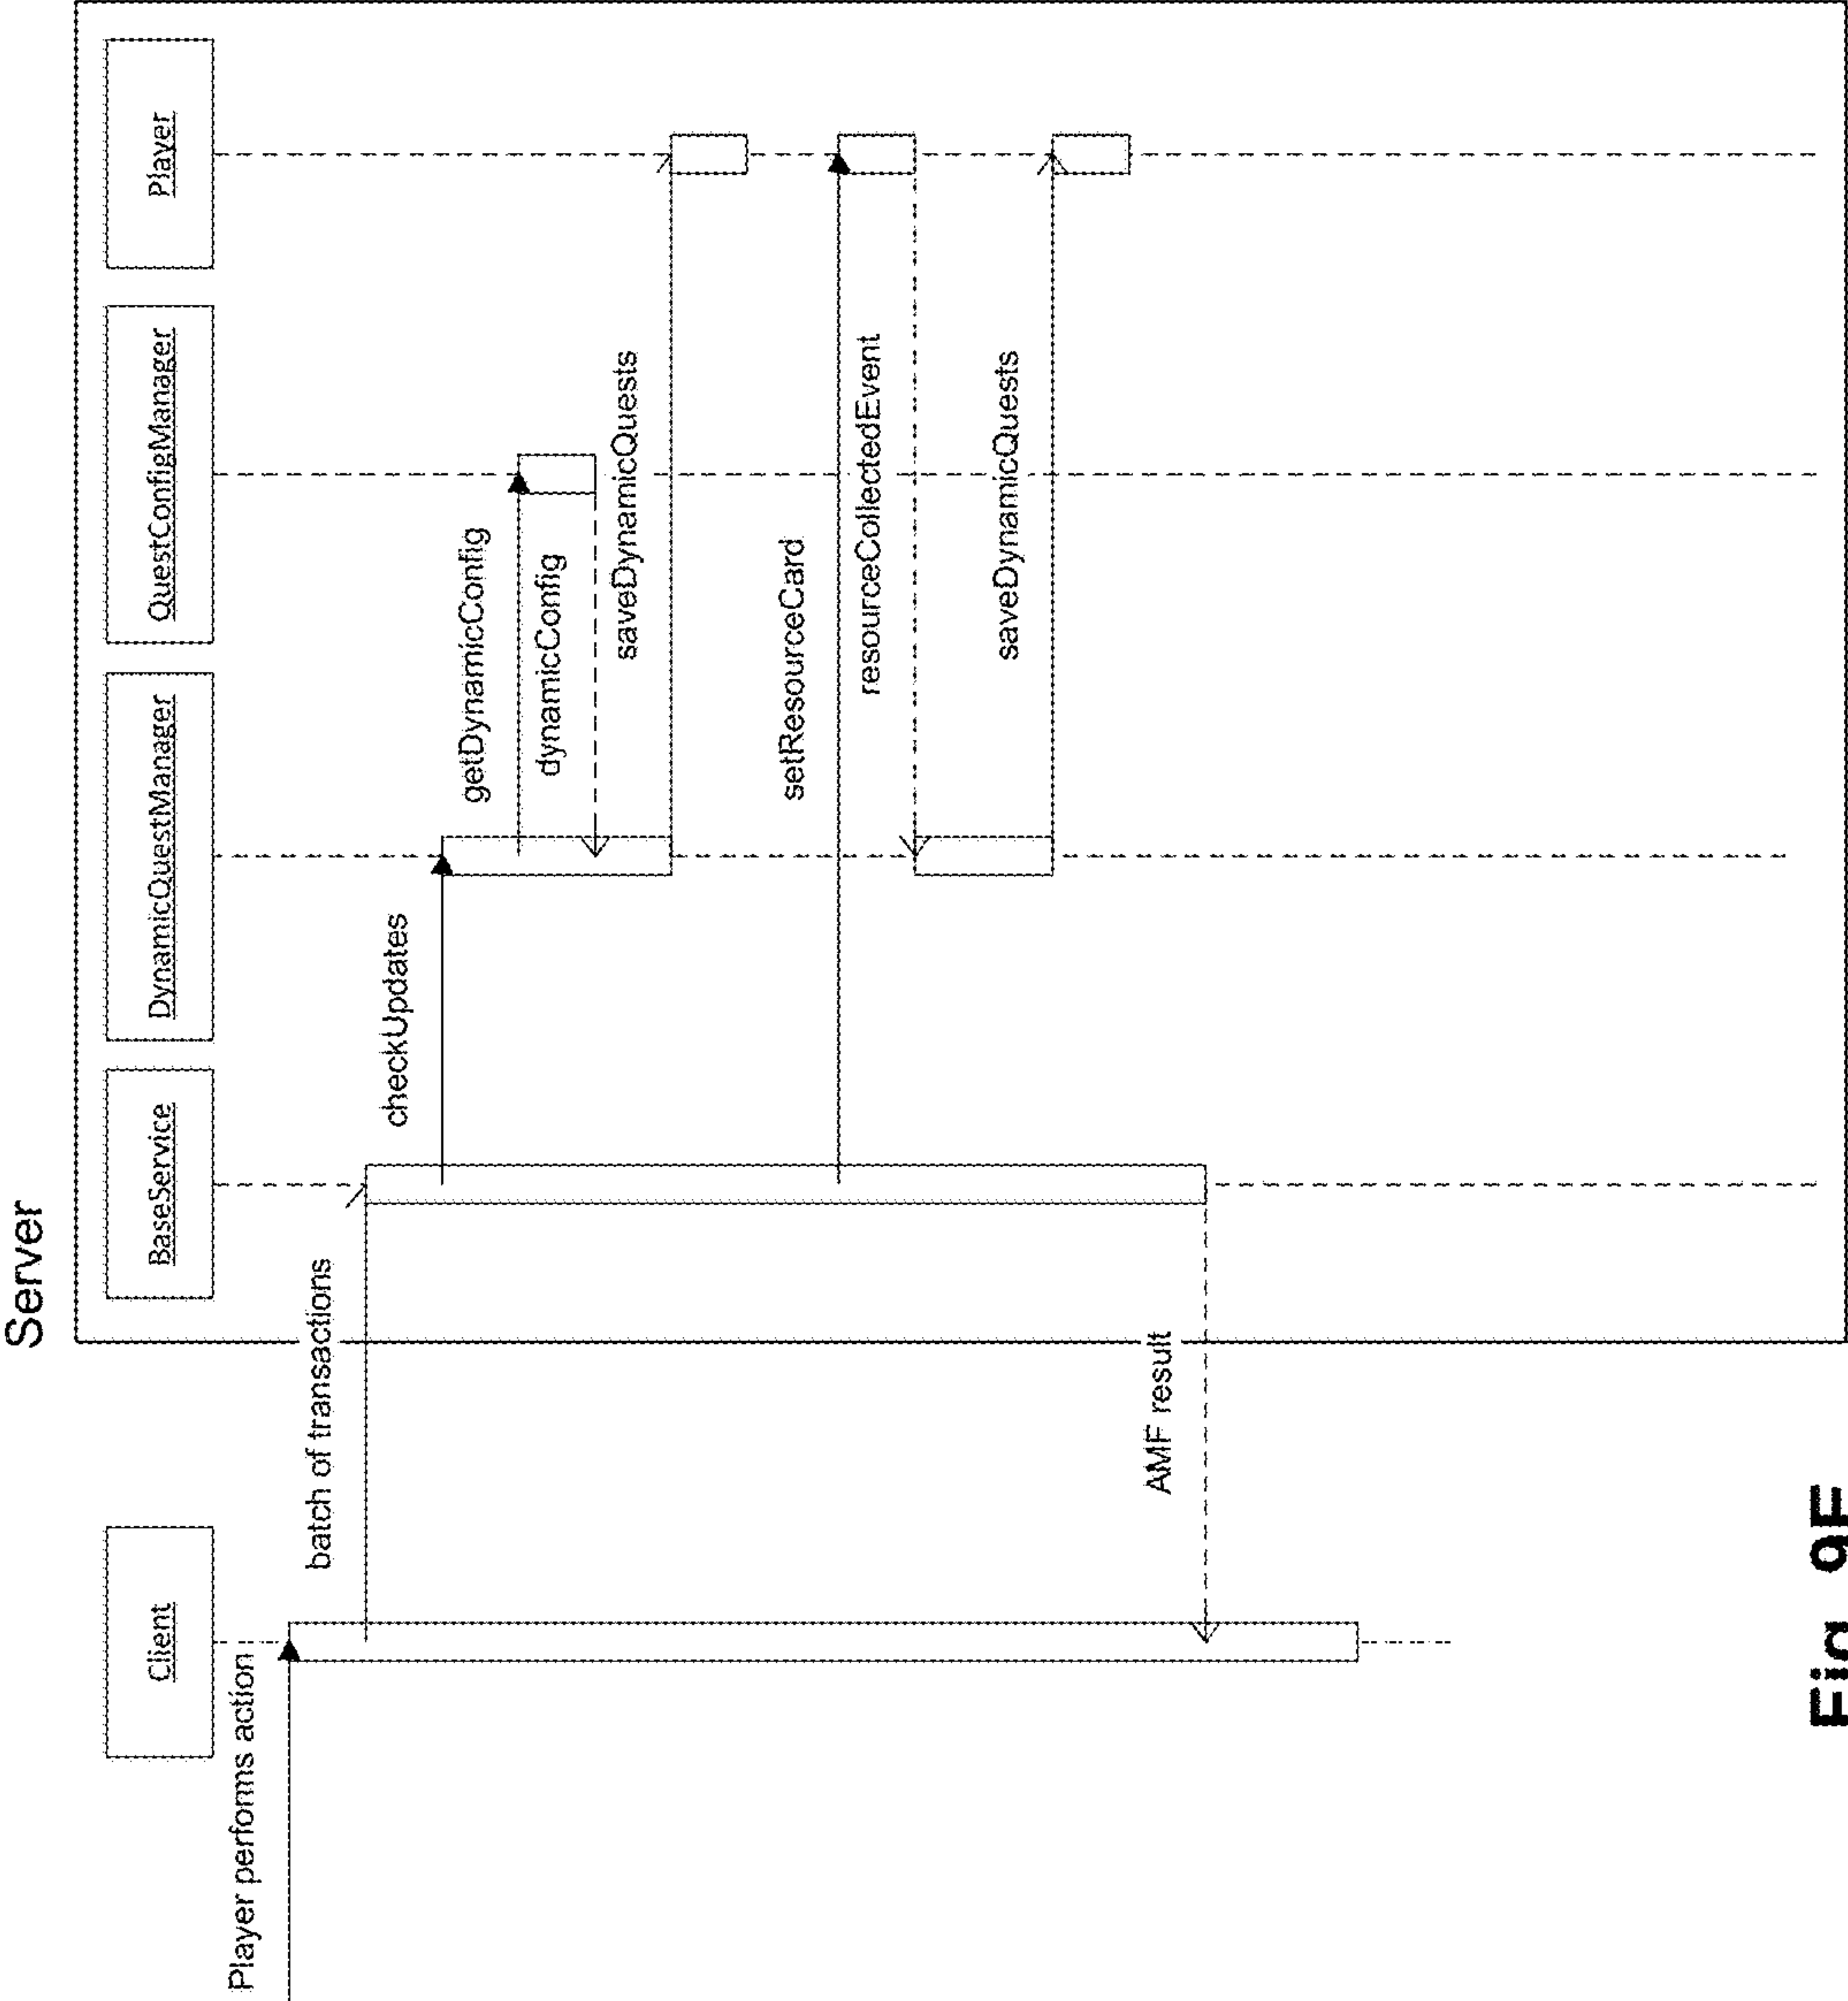 Server
Client
BaseService
DynamicQuestManager
QuestConfigManager
Player
Player perfoms action
batch of transactions
checkUpdates
getDynamicConfig
dynamicConfig
saveDynamicQuests
setResourceCard
resourceCollectedEvent
saveDynamicQuests
AMF result